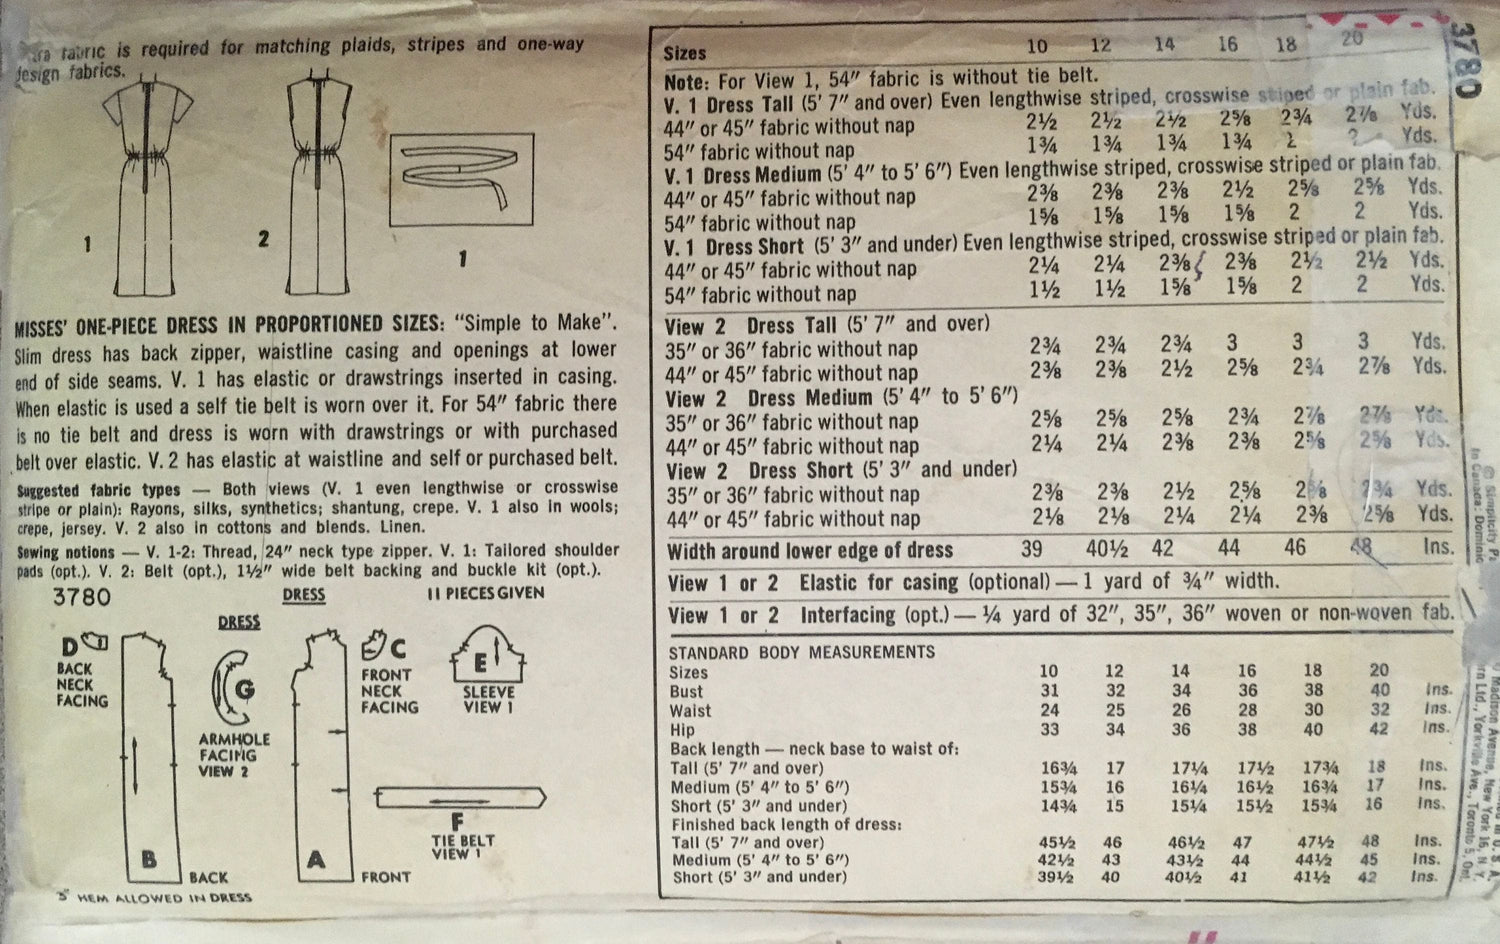 fabric is required for matching plaids, stripes and one-way
design fabrics.
1
2
1
MISSES' ONE-PIECE DRESS IN PROPORTIONED SIZES: "Simple to Make".
Slim dress has back zipper, waistline casing and openings at lower
end of side seams. V. 1 has elastic or drawstrings inserted in casing.
When elastic is used a self tie belt is worn over it. For 54" fabric there
is no tie belt and dress is worn with drawstrings or with purchased
belt over elastic. V. 2 has elastic at waistline and self or purchased belt.
Suggested fabric types — Both views (V. 1 even lengthwise or crosswise
stripe or plain): Rayons, silks, synthetics; shantung, crepe. V. 1 also in wools;
crepe, jersey. V. 2 also in cottons and blends. Linen.
Sewing notions — V. 1-2: Thread, 24" neck type zipper. V. 1: Tailored shoulder
pads (opt.). V. 2: Belt (opt.), 1½" wide belt backing and buckle kit (opt.).
3780 DRESS 11 PIECES GIVEN
DRESS
D
BACK
NECK
FACING
G
ARMHOLE
FACING
VIEW 2
C
FRONT
NECK
FACING
E
SLEEVE
VIEW 1
F
TIE BELT
VIEW 1
B
BACK
A
FRONT
HEM ALLOWED IN DRESS
Sizes 10 12 14 16 18 20
Note: For View 1, 54" fabric is without tie belt.
V. 1 Dress Tall (5' 7" and over) Even lengthwise striped, crosswise striped or plain fab.
44" or 45" fabric without nap 2½ 2½ 2½ 2⅝ 2¾ 2⅞ Yds.
54" fabric without nap 1¾ 1¾ 1¾ 1¾ 2 2 Yds.
V. 1 Dress Medium (5' 4" to 5' 6") Even lengthwise striped, crosswise striped or plain fab.
44" or 45" fabric without nap 2⅜ 2⅜ 2⅜ 2½ 2⅝ 2⅝ Yds.
54" fabric without nap 1⅝ 1⅝ 1⅝ 1⅝ 2 2 Yds.
V. 1 Dress Short (5' 3" and under) Even lengthwise striped, crosswise striped or plain fab.
44" or 45" fabric without nap 2¼ 2¼ 2⅜ 2⅜ 2½ 2½ Yds.
54" fabric without nap 1½ 1½ 1⅝ 1⅝ 2 2 Yds.
View 2 Dress Tall (5' 7" and over)
35" or 36" fabric without nap 2¾ 2¾ 2¾ 3 3 3 Yds.
44" or 45" fabric without nap 2⅜ 2⅜ 2½ 2⅝ 2¾ 2⅞ Yds.
View 2 Dress Medium (5' 4" to 5' 6")
35" or 36" fabric without nap 2⅝ 2⅝ 2⅝ 2¾ 2⅞ 2⅞ Yds.
44" or 45" fabric without nap 2¼ 2¼ 2⅜ 2⅜ 2⅝ 2⅝ Yds.
View 2 Dress Short (5' 3" and under)
35" or 36" fabric without nap 2⅜ 2⅜ 2½ 2⅝ 2⅝ 2¾ Yds.
44" or 45" fabric without nap 2⅛ 2⅛ 2¼ 2¼ 2⅜ 2⅝ Yds.
Width around lower edge of dress 39 40½ 42 44 46 48 Ins.
View 1 or 2 Elastic for casing (optional) — 1 yard of ¾" width.
View 1 or 2 Interfacing (opt.) — ¼ yard of 32", 35", 36" woven or non-woven fab.
STANDARD BODY MEASUREMENTS
Sizes 10 12 14 16 18 20
Bust 31 32 34 36 38 40 Ins.
Waist 24 25 26 28 30 32 Ins.
Hip 33 34 36 38 40 42 Ins.
Back length — neck base to waist of:
Tall (5' 7" and over) 16¾ 17 17¼ 17½ 17¾ 18 Ins.
Medium (5' 4" to 5' 6") 15¾ 16 16¼ 16½ 16¾ 17 Ins.
Short (5' 3" and under) 14¾ 15 15¼ 15½ 15¾ 16 Ins.
Finished back length of dress:
Tall (5' 7" and over) 45½ 46 46½ 47 47½ 48 Ins.
Medium (5' 4" to 5' 6") 42½ 43 43½ 44 44½ 45 Ins.
Short (5' 3" and under) 39½ 40 40½ 41 41½ 42 Ins.
3780
© Simplicity
In Canada: Dominic
Madison Avenue, New York 16, N. Y.
Ltd., Yorkville Ave., Toronto 5, Ont.